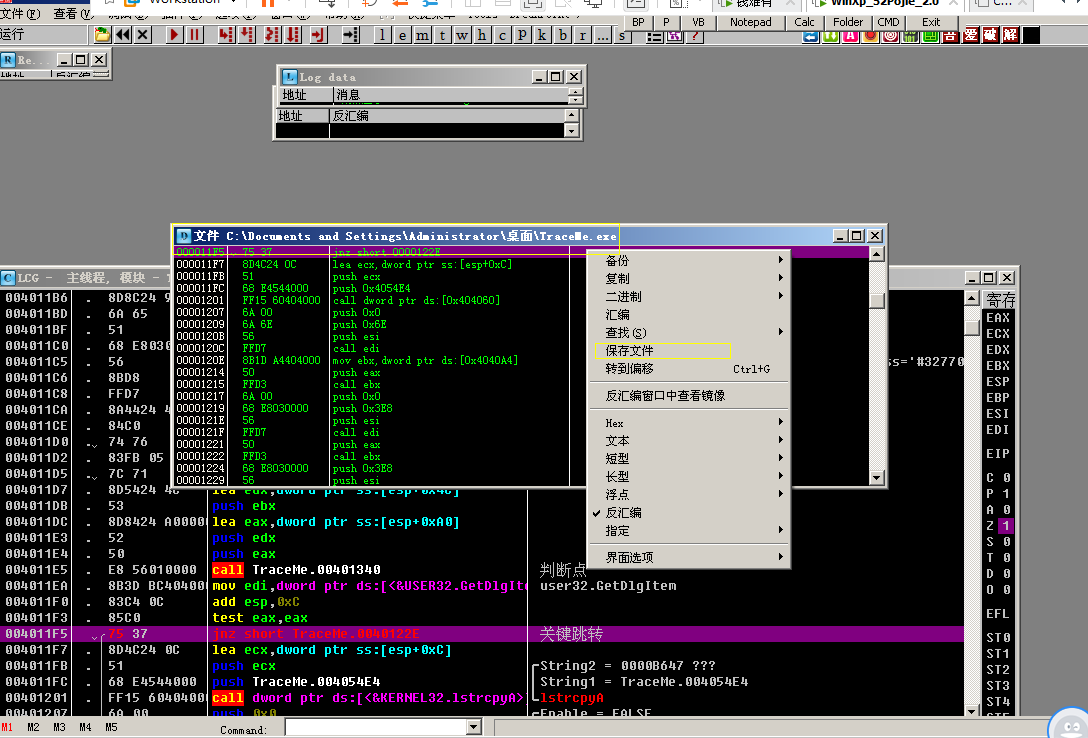 Workstation
钱难有
WinXp_52Pojie_2.0
文件(F) 查看(V)
BP P VB Notepad Calc Folder CMD Exit
运行
l e m t w h c p k b r ... s
吾 爱 破 解
Log data
地址 消息
地址 反汇编
文件 C:\Documents and Settings\Administrator\桌面\TraceMe.exe
000011F5 75 37 jnz short 0000122E
000011F7 8D4C24 0C lea ecx,dword ptr ss:[esp+0xC]
000011FB 51 push ecx
000011FC 68 E4544000 push 0x4054E4
00001201 FF15 60404000 call dword ptr ds:[0x404060]
00001207 6A 00 push 0x0
00001209 6A 6E push 0x6E
0000120B 56 push esi
0000120C FFD7 call edi
0000120E 8B1D A4404000 mov ebx,dword ptr ds:[0x4040A4]
00001214 50 push eax
00001215 FFD3 call ebx
00001217 6A 00 push 0x0
00001219 68 E8030000 push 0x3E8
0000121E 56 push esi
0000121F FFD7 call edi
00001221 50 push eax
00001222 FFD3 call ebx
00001224 68 E8030000 push 0x3E8
00001229 56 push esi
备份
复制
二进制
汇编
查找(S)
保存文件
转到偏移 Ctrl+G
反汇编窗口中查看镜像
Hex
文本
短型
长型
浮点
反汇编
指定
界面选项
LCG - 主线程, 模块 -
004011B6 . 8D8C24
004011BD . 6A 65
004011BF . 51
004011C0 . 68 E8030
004011C5 . 56
004011C6 . 8BD8
004011C8 . FFD7
004011CA . 8A4424 4
004011CE . 84C0
004011D0 . 74 76
004011D2 . 83FB 05
004011D5 . 7C 71
004011D7 . 8D5424 4C lea edx,dword ptr ss:[esp+0x4C]
004011DB . 53 push ebx
004011DC . 8D8424 A00000 lea eax,dword ptr ss:[esp+0xA0]
004011E3 . 52 push edx
004011E4 . 50 push eax
004011E5 . E8 56010000 call TraceMe.00401340 判断点
004011EA . 8B3D BC404000 mov edi,dword ptr ds:[<&USER32.GetDlgIte user32.GetDlgItem
004011F0 . 83C4 0C add esp,0xC
004011F3 . 85C0 test eax,eax
004011F5 75 37 jnz short TraceMe.0040122E 关键跳转
004011F7 . 8D4C24 0C lea ecx,dword ptr ss:[esp+0xC]
004011FB . 51 push ecx String2 = 0000B647 ???
004011FC . 68 E4544000 push TraceMe.004054E4 String1 = TraceMe.004054E4
00401201 . FF15 60404000 call dword ptr ds:[<&KERNEL32.lstrcpyA> lstrcpyA
00401207 . 6A 00 push 0x0 Enable = FALSE
ss='#32770
寄存
EAX
ECX
EDX
EBX
ESP
EBP
ESI
EDI
EIP
C 0
P 1
A 0
Z 1
S 0
T 0
D 0
O 0
EFL
ST0
ST1
ST2
ST3
ST4
M1 M2 M3 M4 M5 Command: